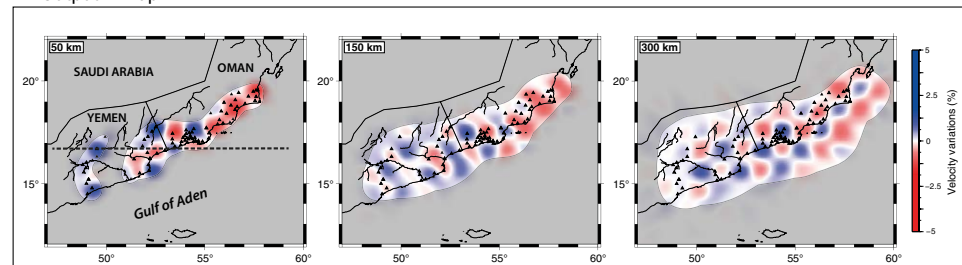 50 km
150 km
300 km
SAUDI ARABIA
OMAN
YEMEN
Gulf of Aden
20°
15°
50°
55°
60°
20°
15°
50°
55°
60°
20°
15°
50°
55°
60°
5
2.5
0
−2.5
−5
Velocity variations (%)